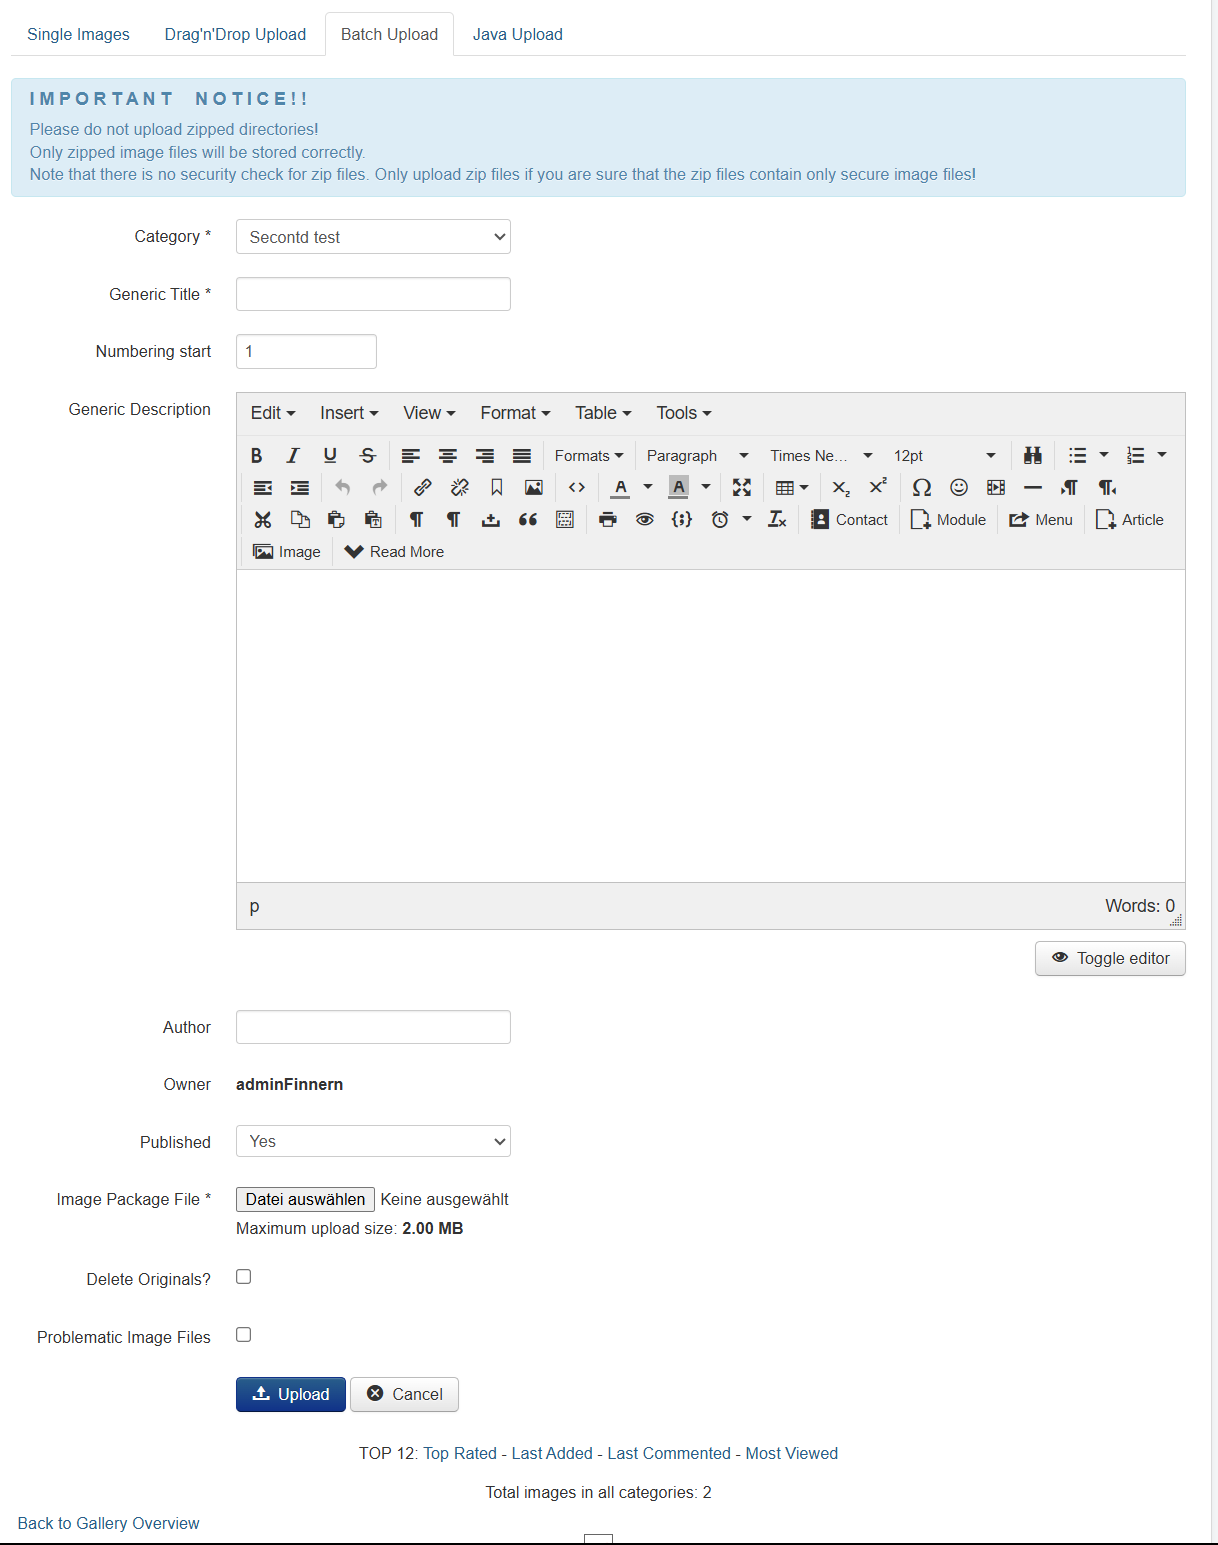 Single Images Drag'n'Drop Upload Batch Upload Java Upload
IMPORTANT NOTICE!!
Please do not upload zipped directories!
Only zipped image files will be stored correctly.
Note that there is no security check for zip files. Only upload zip files if you are sure that the zip files contain only secure image files!
Category * Secontd test
Generic Title *
Numbering start 1
Generic Description
Edit Insert View Format Table Tools
Formats Paragraph Times Ne... 12pt
Contact Module Menu Article
Image Read More
p Words: 0
Toggle editor
Author
Owner adminFinnern
Published Yes
Image Package File * Datei auswählen Keine ausgewählt
Maximum upload size: 2.00 MB
Delete Originals?
Problematic Image Files
Upload Cancel
TOP 12: Top Rated - Last Added - Last Commented - Most Viewed
Total images in all categories: 2
Back to Gallery Overview